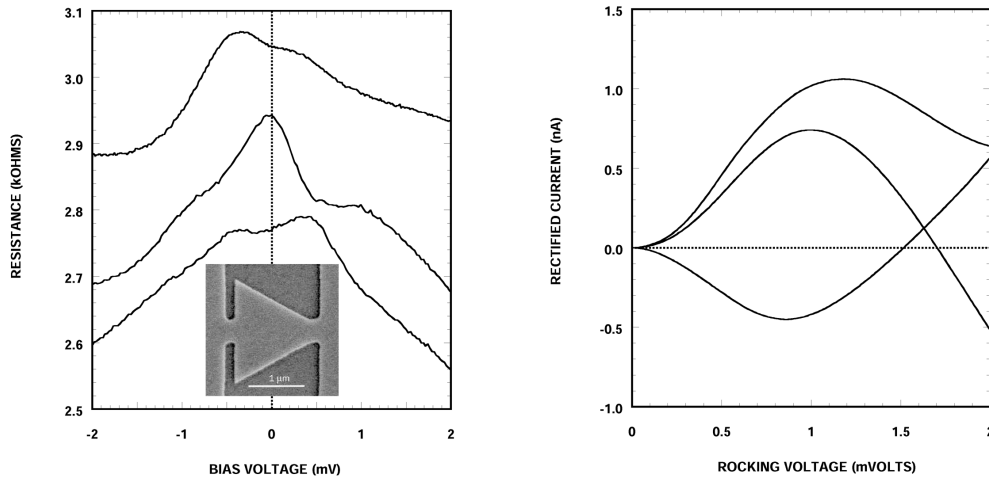 3.1
3.0
2.9
2.8
2.7
2.6
2.5
RESISTANCE (kOHMS)
1 µm
-2 -1 0 1 2
BIAS VOLTAGE (mV)
1.5
1.0
0.5
0.0
-0.5
-1.0
RECTIFIED CURRENT (nA)
0 0.5 1 1.5 2
ROCKING VOLTAGE (mVOLTS)